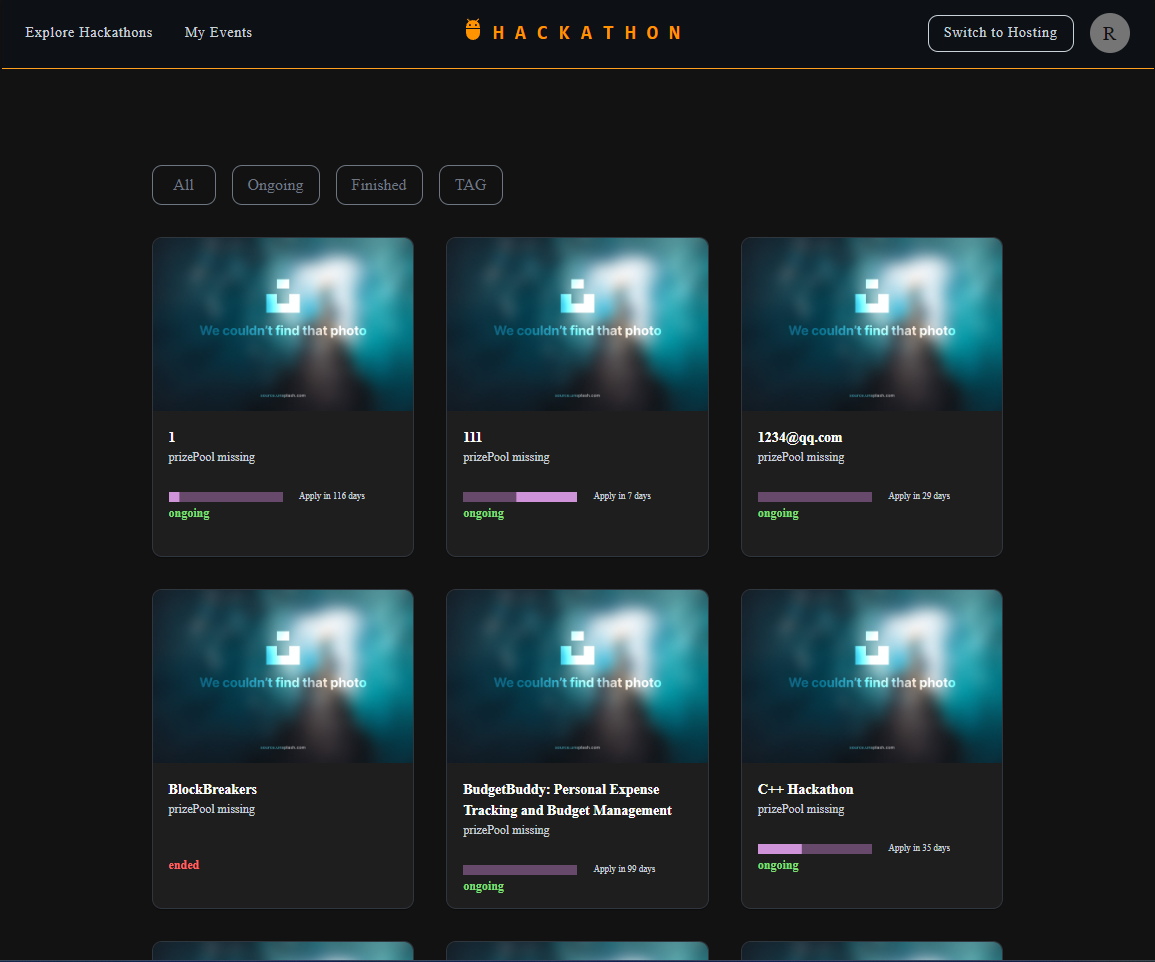 Explore Hackathons My Events HACKATHON Switch to Hosting R
All Ongoing Finished TAG
We couldn't find that photo
source.unsplash.com
1
prizePool missing
Apply in 116 days
ongoing
We couldn't find that photo
source.unsplash.com
111
prizePool missing
Apply in 7 days
ongoing
We couldn't find that photo
source.unsplash.com
1234@qq.com
prizePool missing
Apply in 29 days
ongoing
We couldn't find that photo
source.unsplash.com
BlockBreakers
prizePool missing
ended
We couldn't find that photo
source.unsplash.com
BudgetBuddy: Personal Expense
Tracking and Budget Management
prizePool missing
Apply in 99 days
ongoing
We couldn't find that photo
source.unsplash.com
C++ Hackathon
prizePool missing
Apply in 35 days
ongoing